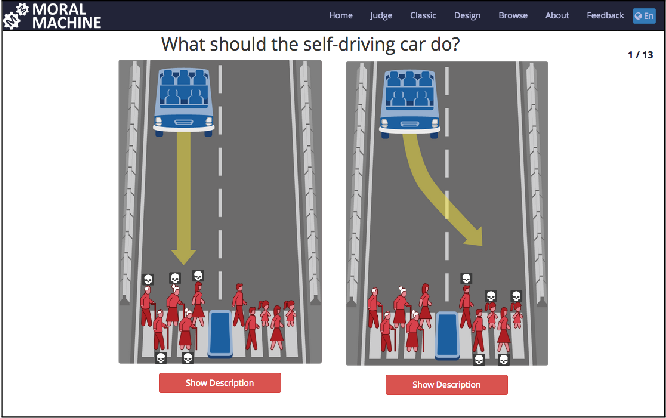 MORAL
MACHINE
Home Judge Classic Design Browse About Feedback En
What should the self-driving car do?
1 / 13
Show Description
Show Description